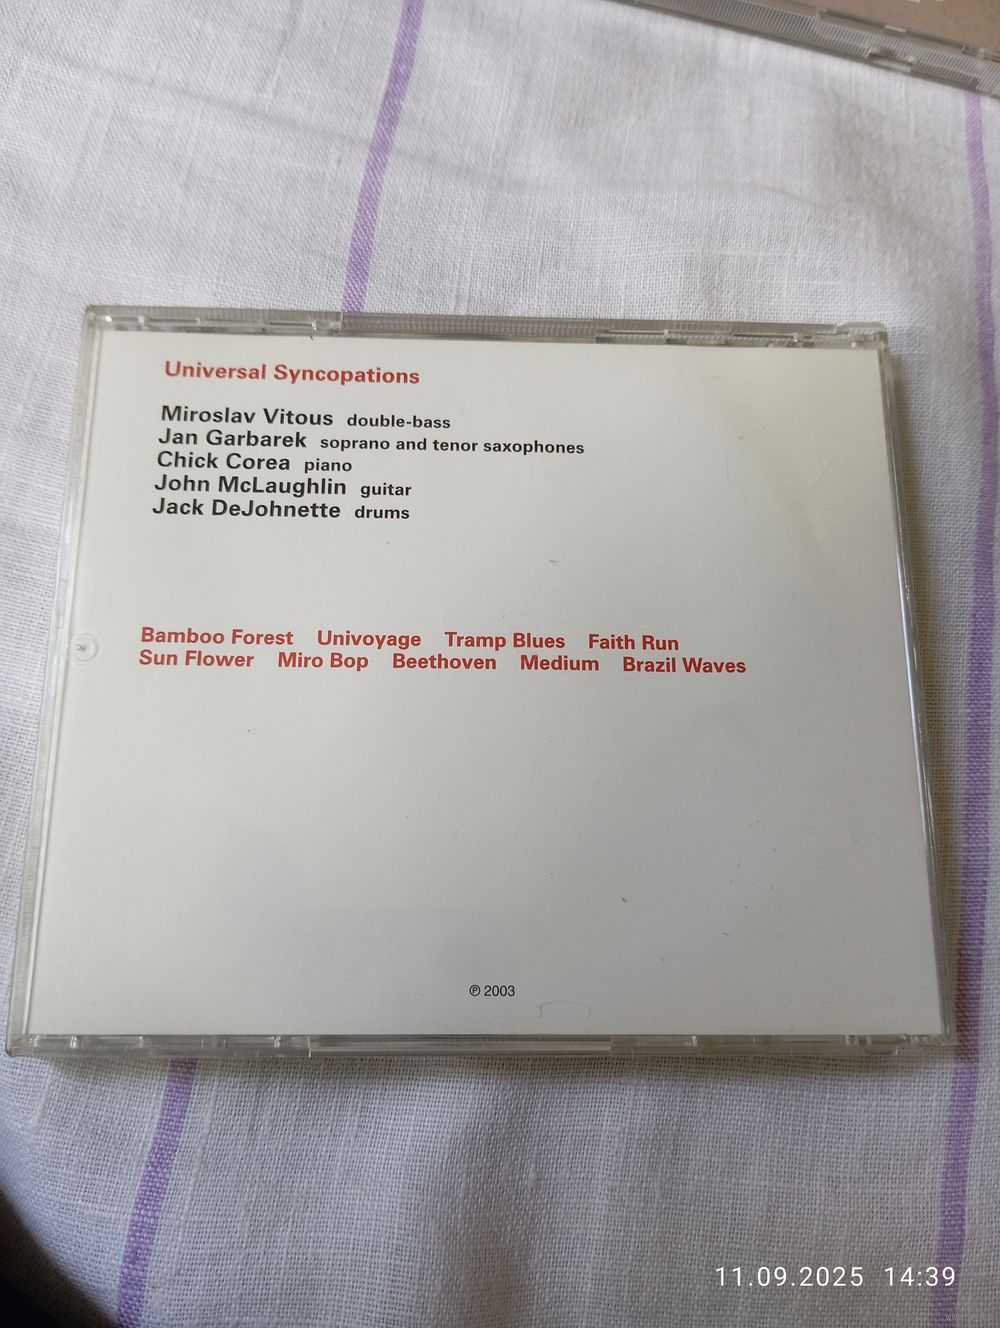 Universal Syncopations
Miroslav Vitous double-bass
Jan Garbarek soprano and tenor saxophones
Chick Corea piano
John McLaughlin guitar
Jack DeJohnette drums
Bamboo Forest Univoyage Tramp Blues Faith Run
Sun Flower Miro Bop Beethoven Medium Brazil Waves
℗ 2003
11.09.2025 14:39